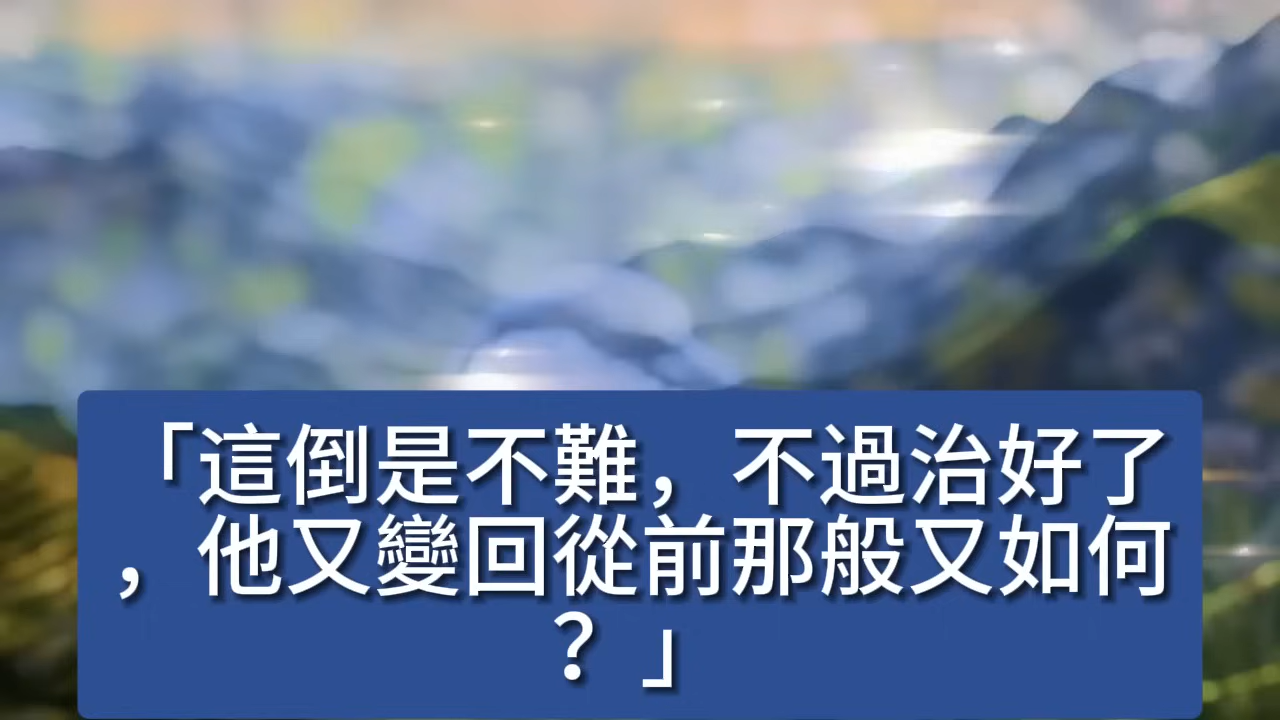 「這倒是不難，不過治好了
，他又變回從前那般又如何
？」